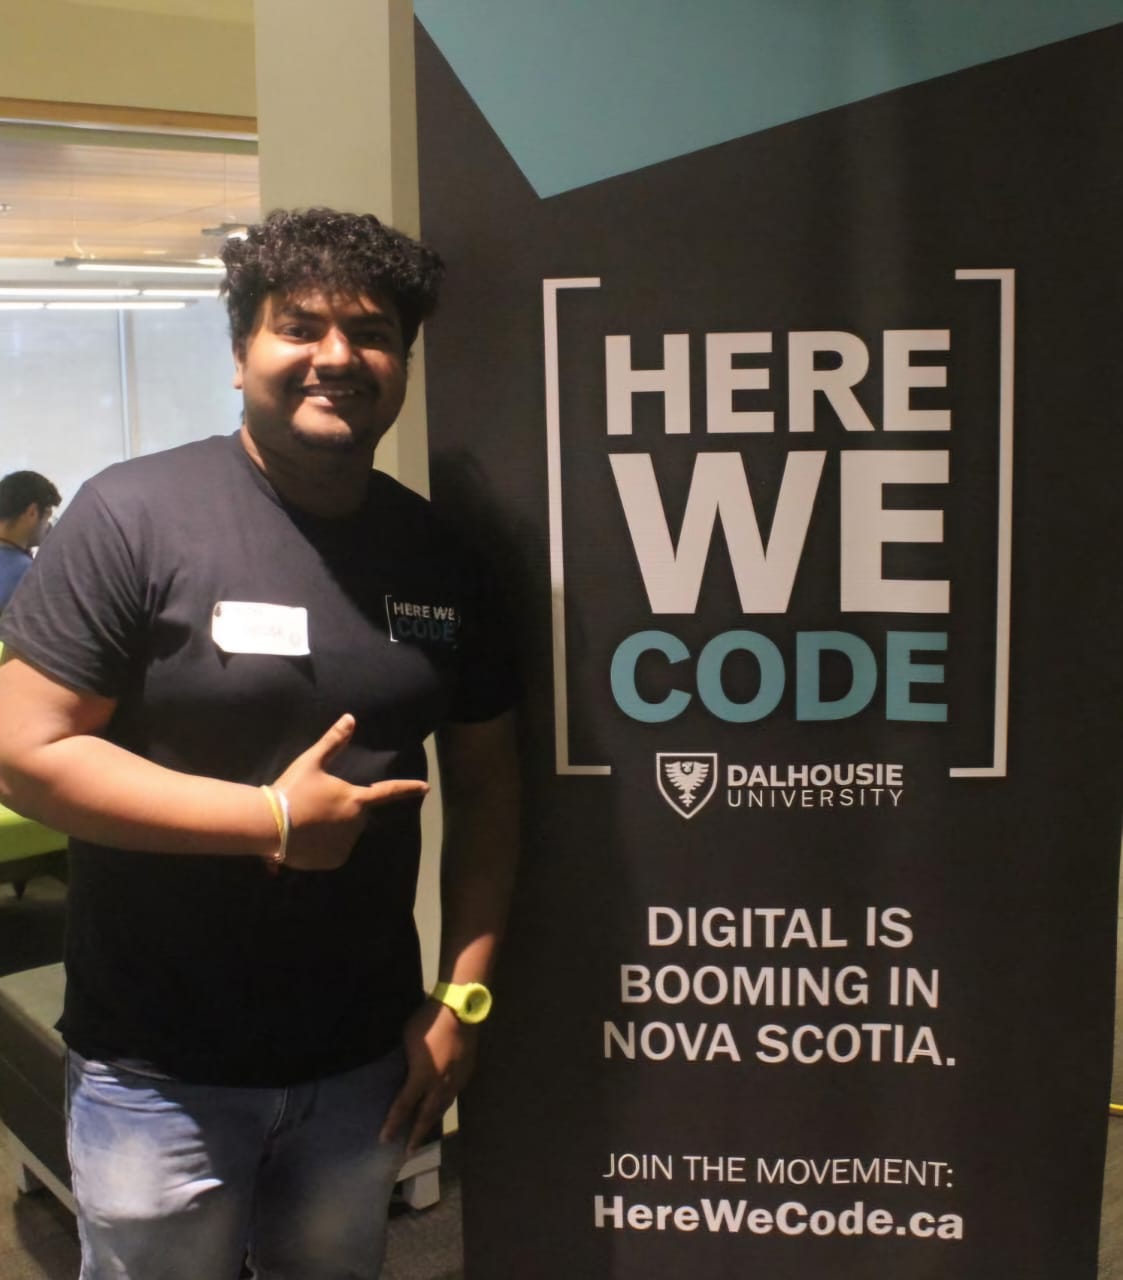 HERE WE
CODE
HERE
WE
CODE
DALHOUSIE
UNIVERSITY
DIGITAL IS
BOOMING IN
NOVA SCOTIA.
JOIN THE MOVEMENT:
HereWeCode.ca